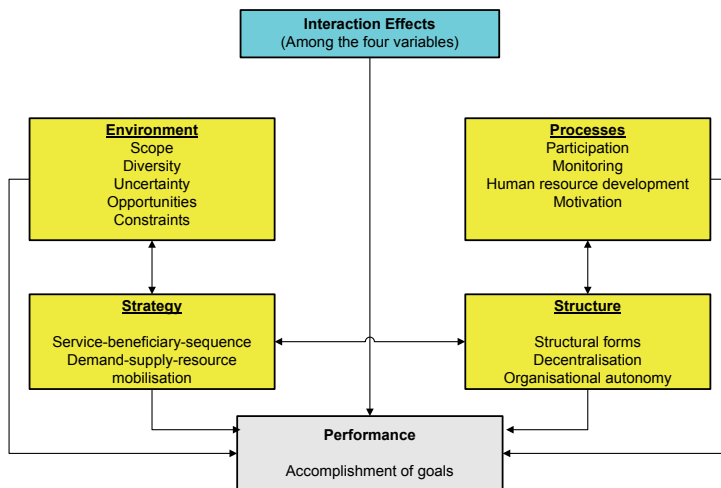 Interaction Effects
(Among the four variables)
Environment
Scope
Diversity
Uncertainty
Opportunities
Constraints
Processes
Participation
Monitoring
Human resource development
Motivation
Strategy
Service-beneficiary-sequence
Demand-supply-resource
mobilisation
Structure
Structural forms
Decentralisation
Organisational autonomy
Performance
Accomplishment of goals